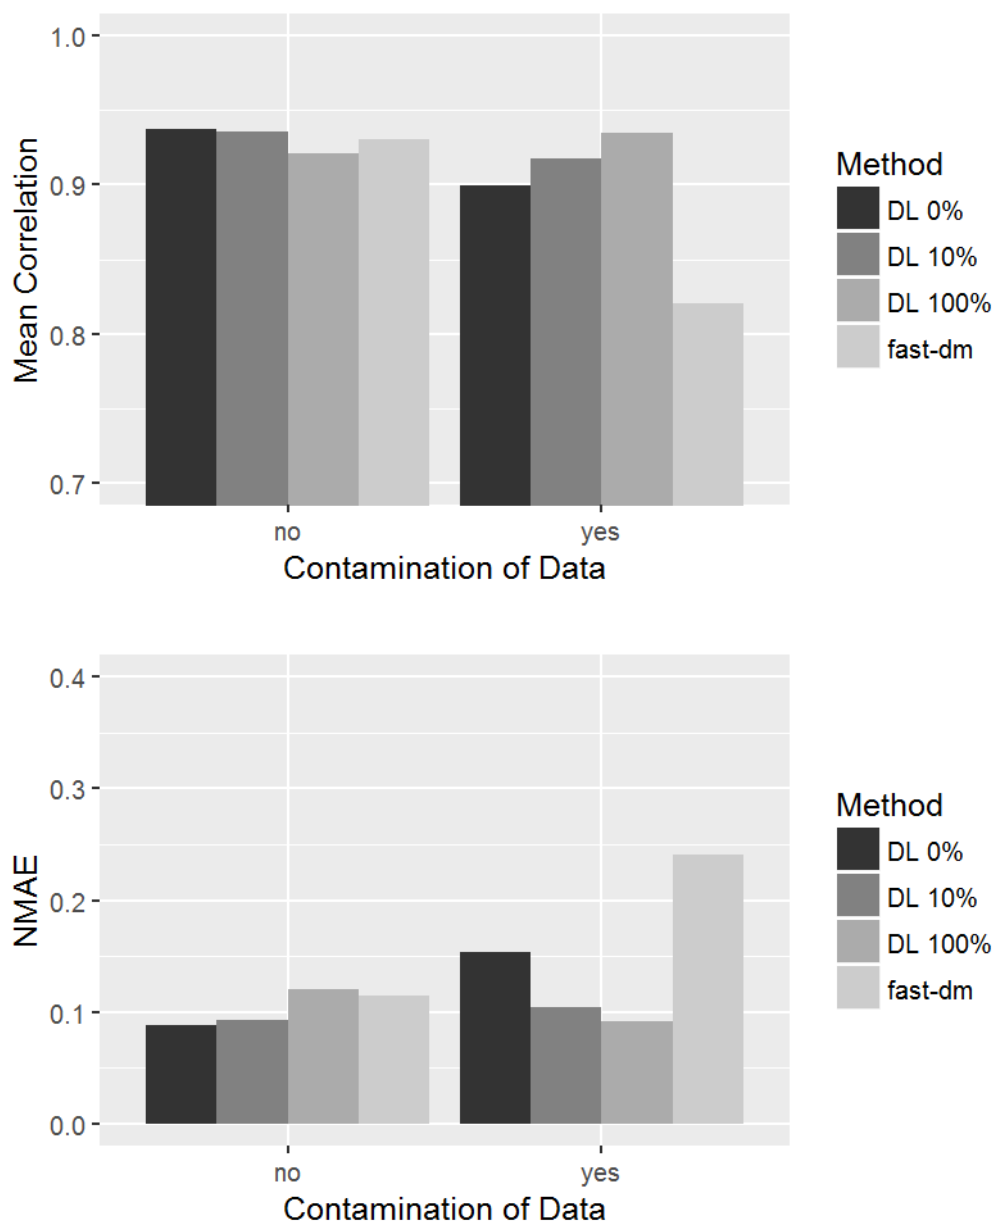 1.0
0.9
0.8
0.7
Mean Correlation
no
yes
Contamination of Data
Method
DL 0%
DL 10%
DL 100%
fast-dm
0.4
0.3
0.2
0.1
0.0
NMAE
no
yes
Contamination of Data
Method
DL 0%
DL 10%
DL 100%
fast-dm